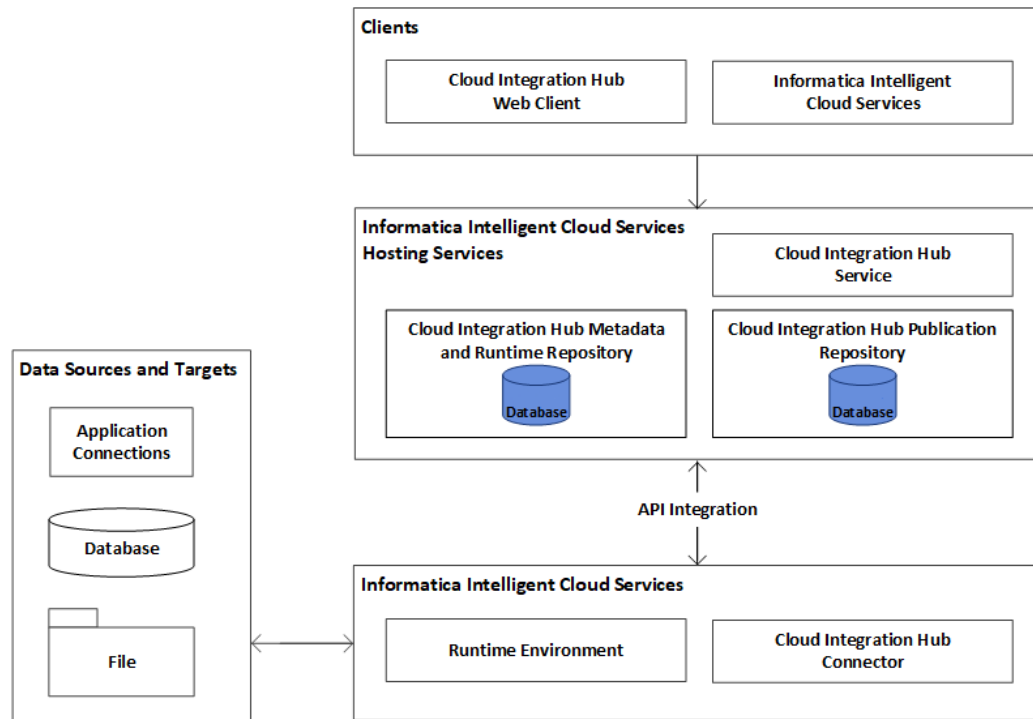 Clients
Cloud Integration Hub
Web Client
Informatica Intelligent
Cloud Services
Informatica Intelligent Cloud Services
Hosting Services
Cloud Integration Hub
Service
Cloud Integration Hub Metadata
and Runtime Repository
Database
Cloud Integration Hub Publication
Repository
Database
API Integration
Data Sources and Targets
Application
Connections
Database
File
Informatica Intelligent Cloud Services
Runtime Environment
Cloud Integration Hub
Connector